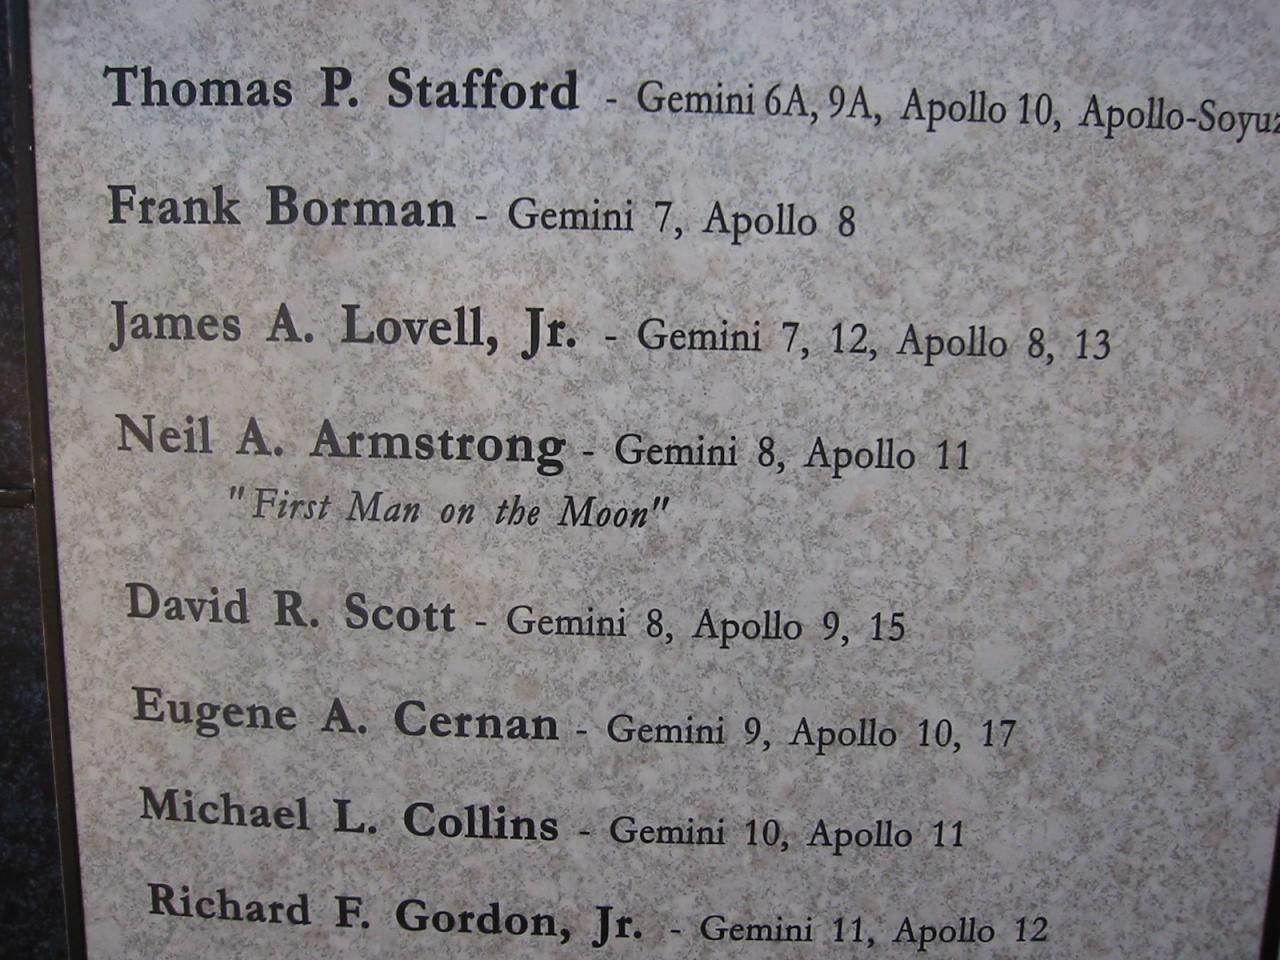 Thomas P. Stafford - Gemini 6A, 9A, Apollo 10, Apollo-Soyuz
Frank Borman - Gemini 7, Apollo 8
James A. Lovell, Jr. - Gemini 7, 12, Apollo 8, 13
Neil A. Armstrong - Gemini 8, Apollo 11
"First Man on the Moon"
David R. Scott - Gemini 8, Apollo 9, 15
Eugene A. Cernan - Gemini 9, Apollo 10, 17
Michael L. Collins - Gemini 10, Apollo 11
Richard F. Gordon, Jr. - Gemini 11, Apollo 12